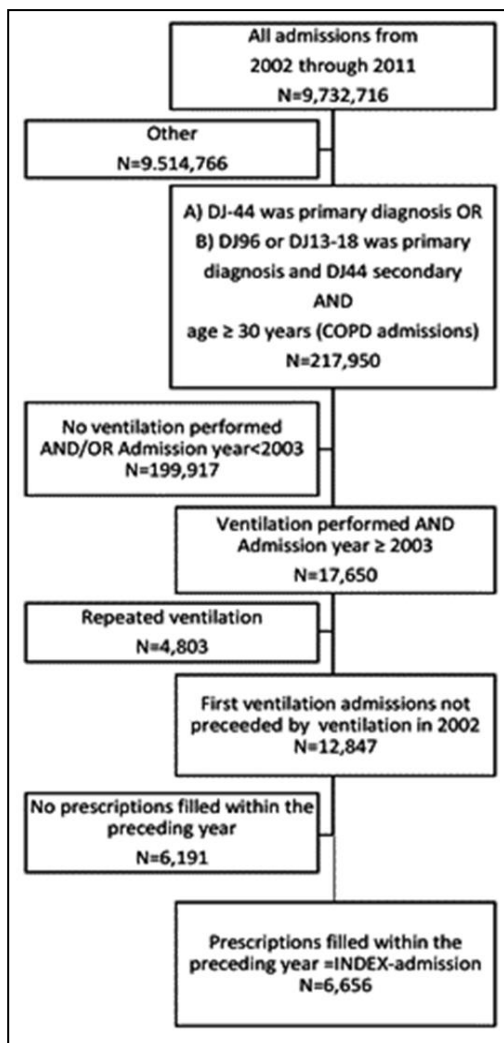 All admissions from
2002 through 2011
N=9,732,716
Other
N=9.514,766
A) DJ-44 was primary diagnosis OR
B) DJ96 or DJ13-18 was primary
diagnosis and DJ44 secondary
AND
age ≥ 30 years (COPD admissions)
N=217,950
No ventilation performed
AND/OR Admission year<2003
N=199,917
Ventilation performed AND
Admission year ≥ 2003
N=17,650
Repeated ventilation
N=4,803
First ventilation admissions not
preceeded by ventilation in 2002
N=12,847
No prescriptions filled within the
preceding year
N=6,191
Prescriptions filled within the
preceding year =INDEX-admission
N=6,656